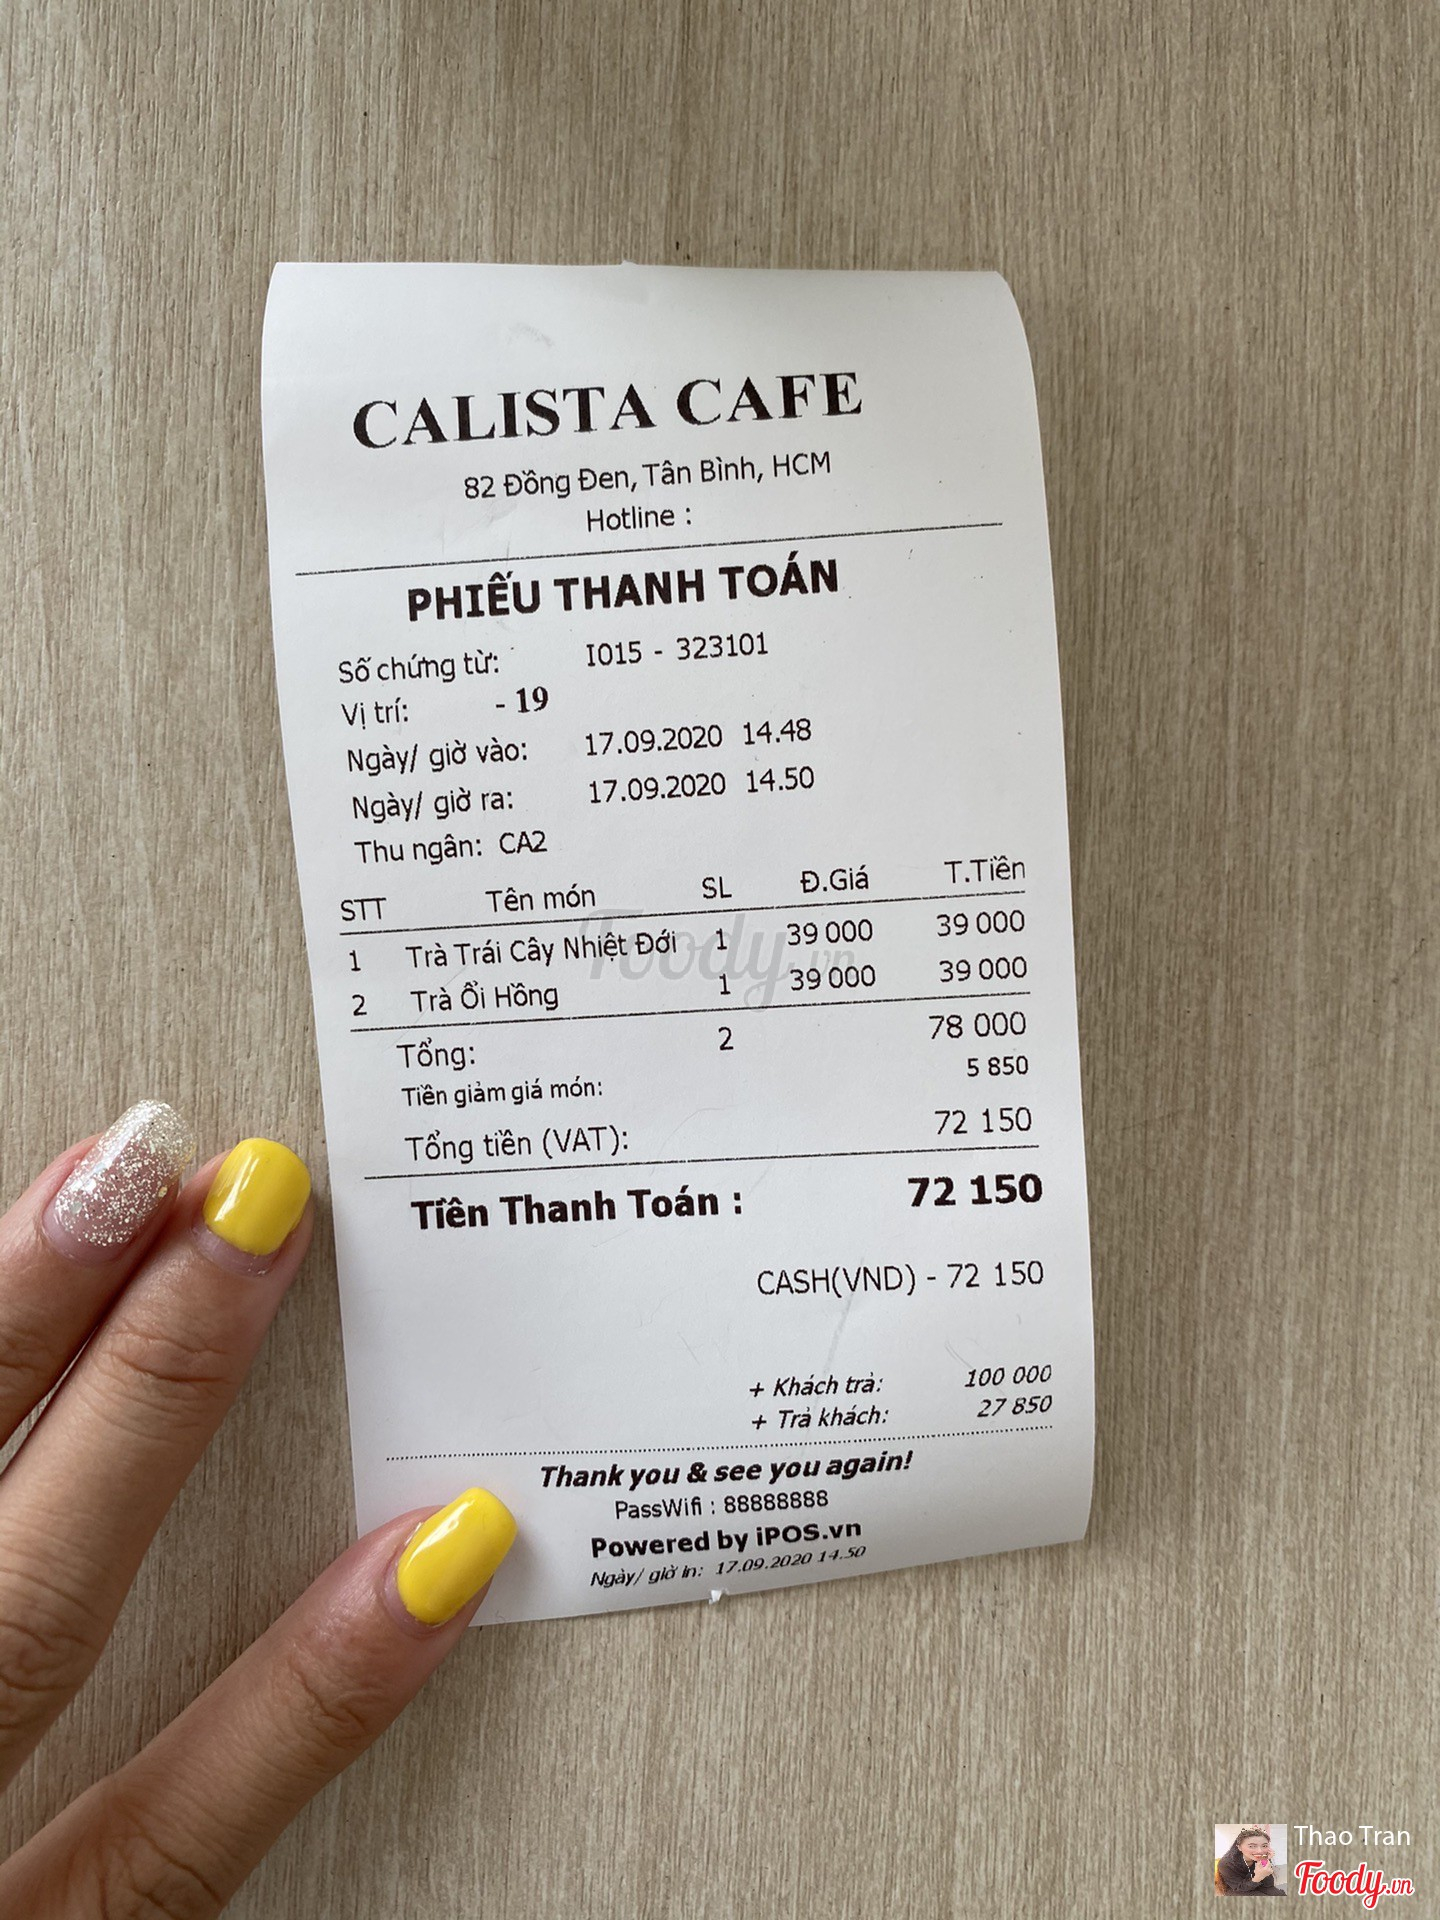 CALISTA CAFE
82 Đồng Đen, Tân Bình, HCM
Hotline :
PHIẾU THANH TOÁN
Số chứng từ: I015 - 323101
Vị trí: - 19
Ngày/ giờ vào: 17.09.2020 14.48
Ngày/ giờ ra: 17.09.2020 14.50
Thu ngân: CA2
STT Tên món SL Đ.Giá T.Tiền
1 Trà Trái Cây Nhiệt Đới 1 39 000 39 000
2 Trà Ổi Hồng 1 39 000 39 000
Tổng: 2 78 000
Tiền giảm giá món: 5 850
Tổng tiền (VAT): 72 150
Tiền Thanh Toán : 72 150
CASH(VND) - 72 150
+ Khách trả: 100 000
+ Trả khách: 27 850
Thank you & see you again!
PassWifi : 88888888
Powered by iPOS.vn
Ngày/ giờ in: 17.09.2020 14.50
Foody.vn
Thao Tran
Foody.vn